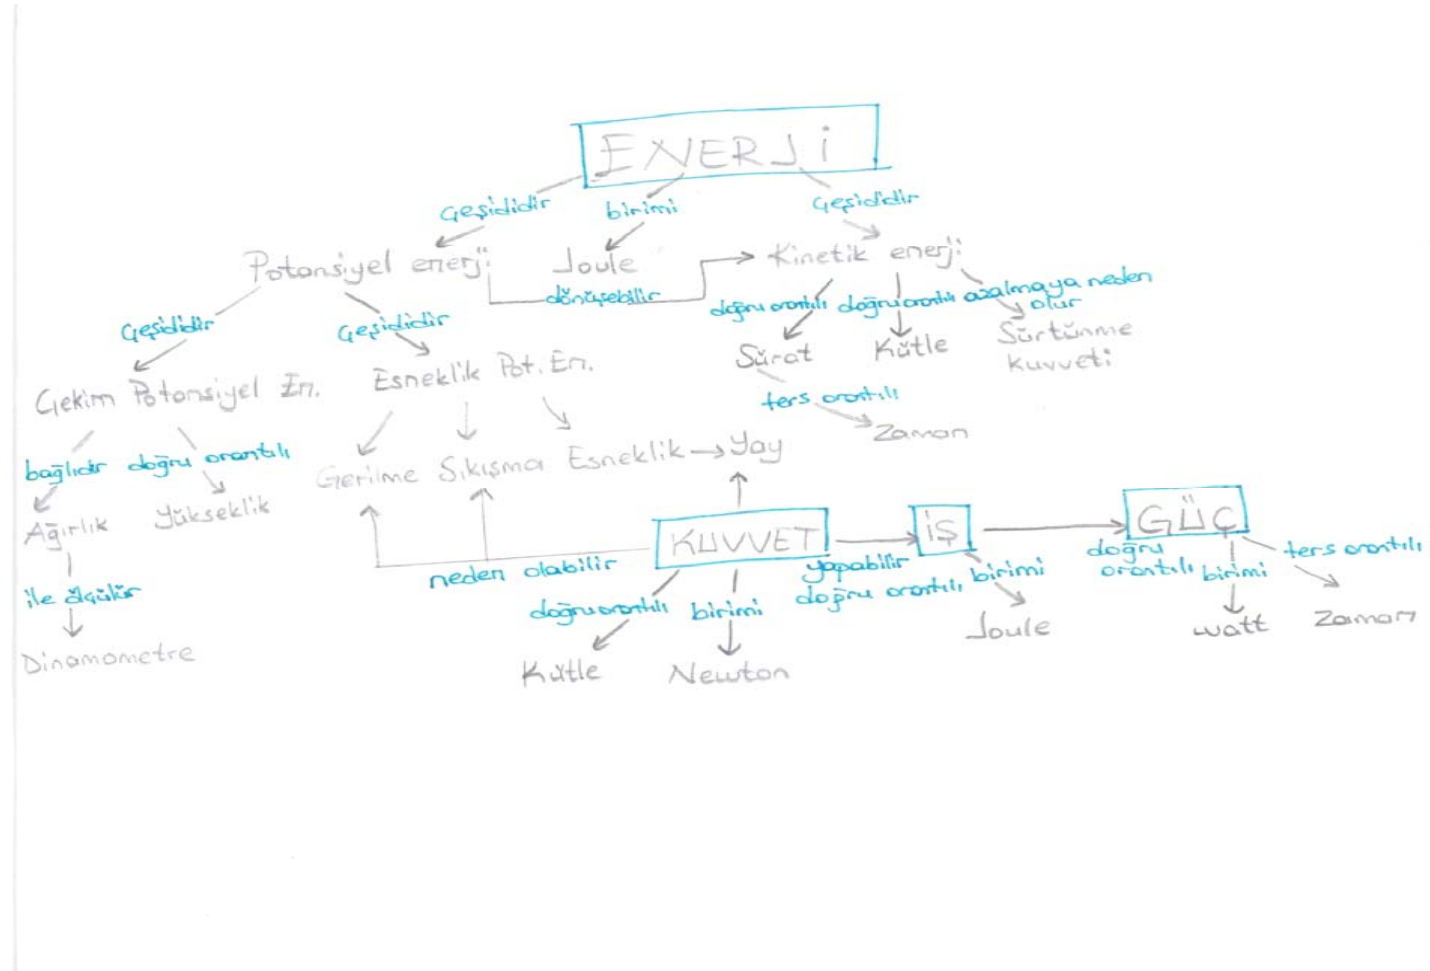 ENERJİ
Çeşididir birimi Çeşididir
Potansiyel enerji Joule Kinetik enerji
dönüşebilir doğru orantılı doğru orantılı azalmaya neden
olur
Çeşididir Çeşididir
Sürat Kütle Sürtünme
kuvveti
Çekim Potansiyel En. Esneklik Pot. En.
ters orantılı
Zaman
bağlıdır doğru orantılı
Gerilme Sıkışma Esneklik Yay
Ağırlık Yükseklik
KUVVET İŞ GÜÇ
neden olabilir yapabilir
doğru orantılı birimi
doğru
orantılı birimi ters orantılı
ile ölçülür
doğru orantılı birimi
Joule watt Zaman
Dinamometre
Kütle Newton